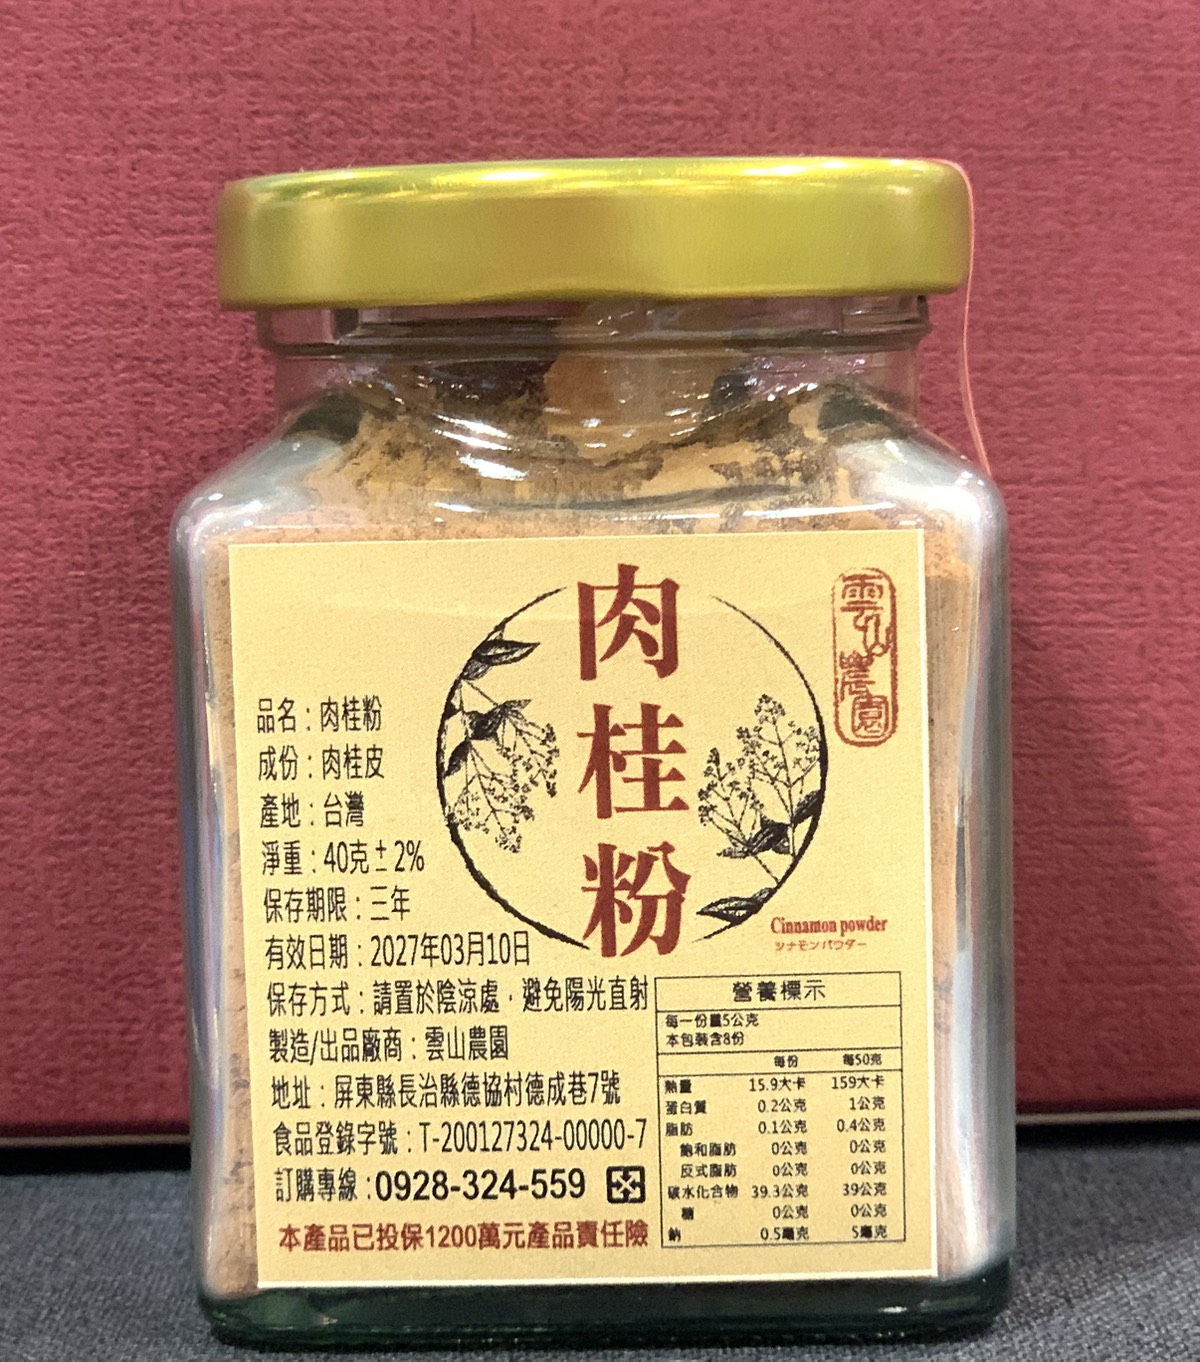 肉桂粉
雲山農園
品名：肉桂粉
成份：肉桂皮
產地：台灣
淨重：40克±2%
保存期限：三年
有效日期：2027年03月10日
保存方式：請置於陰涼處，避免陽光直射
製造/出品廠商：雲山農園
地址：屏東縣長治縣德協村德成巷7號
食品登錄字號：T-200127324-00000-7
訂購專線：0928-324-559
本產品已投保1200萬元產品責任險
Cinnamon powder
シナモンパウダー
營養標示
每一份量5公克
本包裝含8份
每份 每50克
熱量 15.9大卡 159大卡
蛋白質 0.2公克 1公克
脂肪 0.1公克 0.4公克
飽和脂肪 0公克 0公克
反式脂肪 0公克 0公克
碳水化合物 39.3公克 39公克
糖 0公克 0公克
鈉 0.5毫克 5毫克